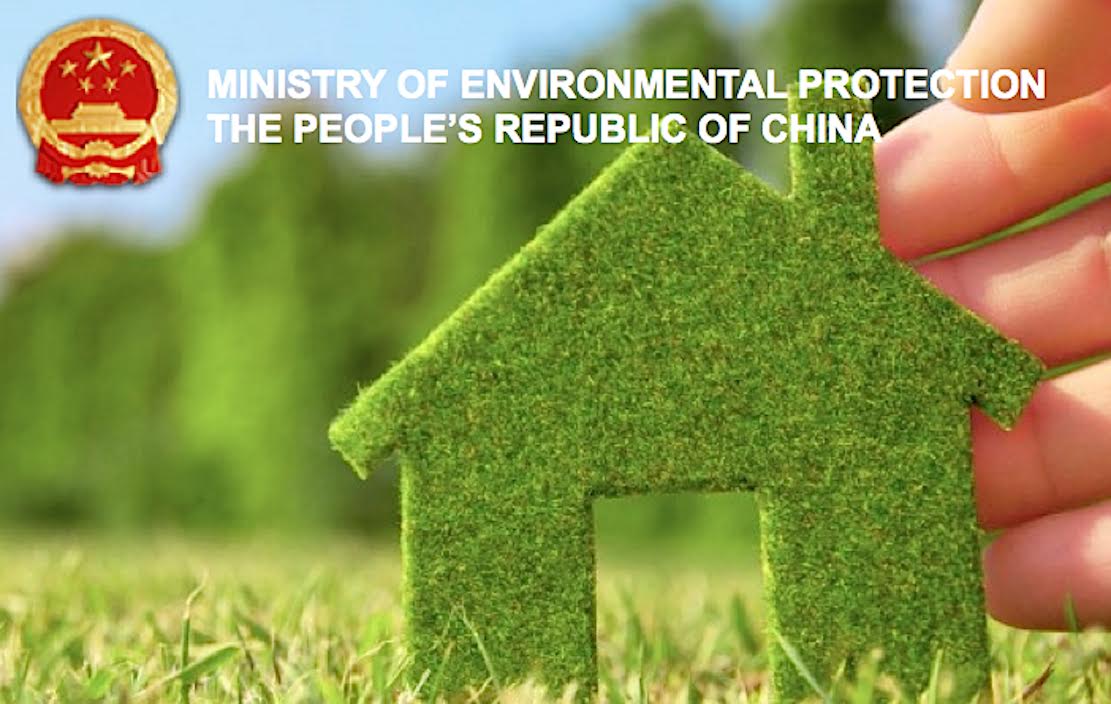 MINISTRY OF ENVIRONMENTAL PROTECTION
THE PEOPLE’S REPUBLIC OF CHINA